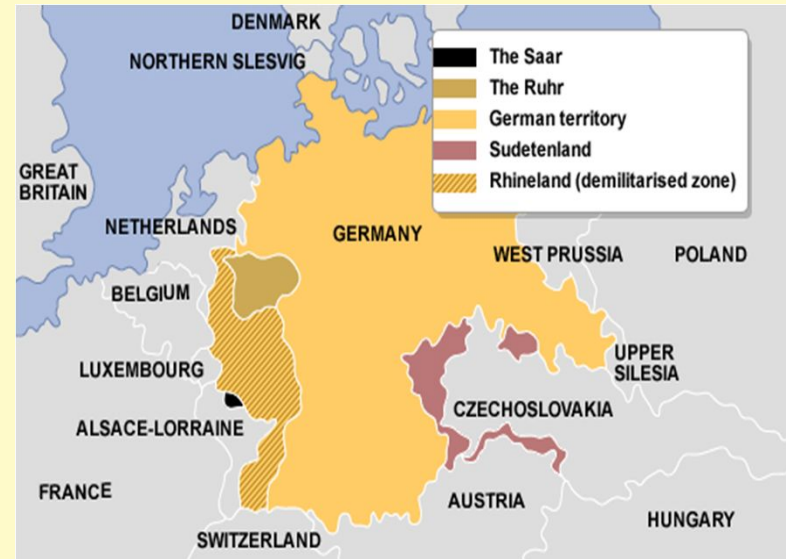 DENMARK
NORTHERN SLESVIG
The Saar
The Ruhr
German territory
Sudetenland
Rhineland (demilitarised zone)
GREAT
BRITAIN
NETHERLANDS
GERMANY
WEST PRUSSIA
POLAND
BELGIUM
LUXEMBOURG
UPPER
SILESIA
CZECHOSLOVAKIA
ALSACE-LORRAINE
FRANCE
AUSTRIA
HUNGARY
SWITZERLAND